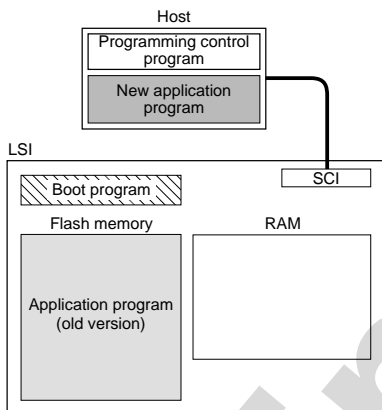 Host
Programming control
program
New application
program
LSI
SCI
Boot program
Flash memory
RAM
Application program
(old version)